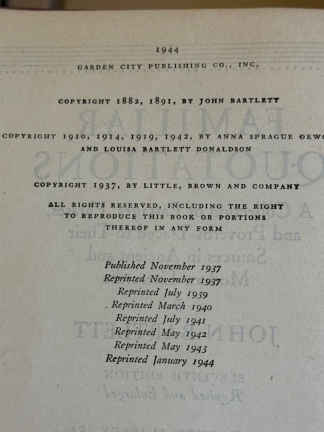 1944
GARDEN CITY PUBLISHING CO., INC.
COPYRIGHT 1882, 1891, BY JOHN BARTLETT
COPYRIGHT 1910, 1914, 1919, 1942, BY ANNA SPRAGUE DEWO
AND LOUISA BARTLETT DONALDSON
COPYRIGHT 1937, BY LITTLE, BROWN AND COMPANY
ALL RIGHTS RESERVED, INCLUDING THE RIGHT
TO REPRODUCE THIS BOOK OR PORTIONS
THEREOF IN ANY FORM
Published November 1937
Reprinted November 1937
Reprinted July 1939
Reprinted March 1940
Reprinted July 1941
Reprinted May 1942
Reprinted May 1943
Reprinted January 1944